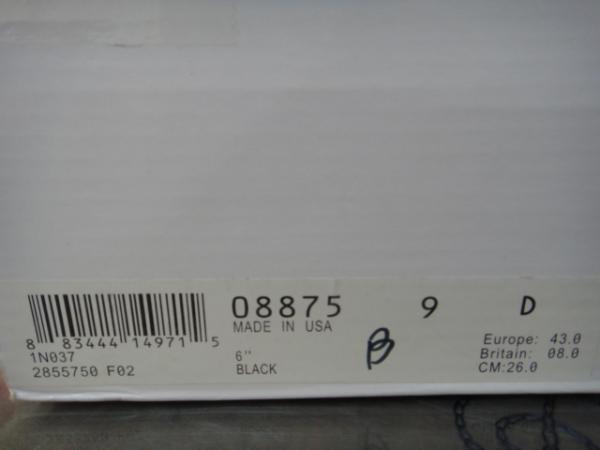 08875 9 D
MADE IN USA
8 83444 14971 5
1N037
2855750 F02
6"
BLACK
B
Europe: 43.0
Britain: 08.0
CM:26.0